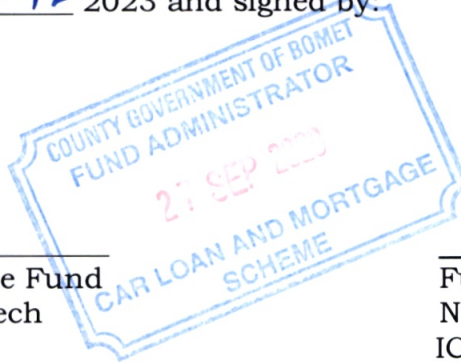 2023 and signed by:
COUNTY GOVERNMENT OF BOMET
FUND ADMINISTRATOR
27 SEP
CAR LOAN AND MORTGAGE
SCHEME
e Fund
ech
F
N
IC